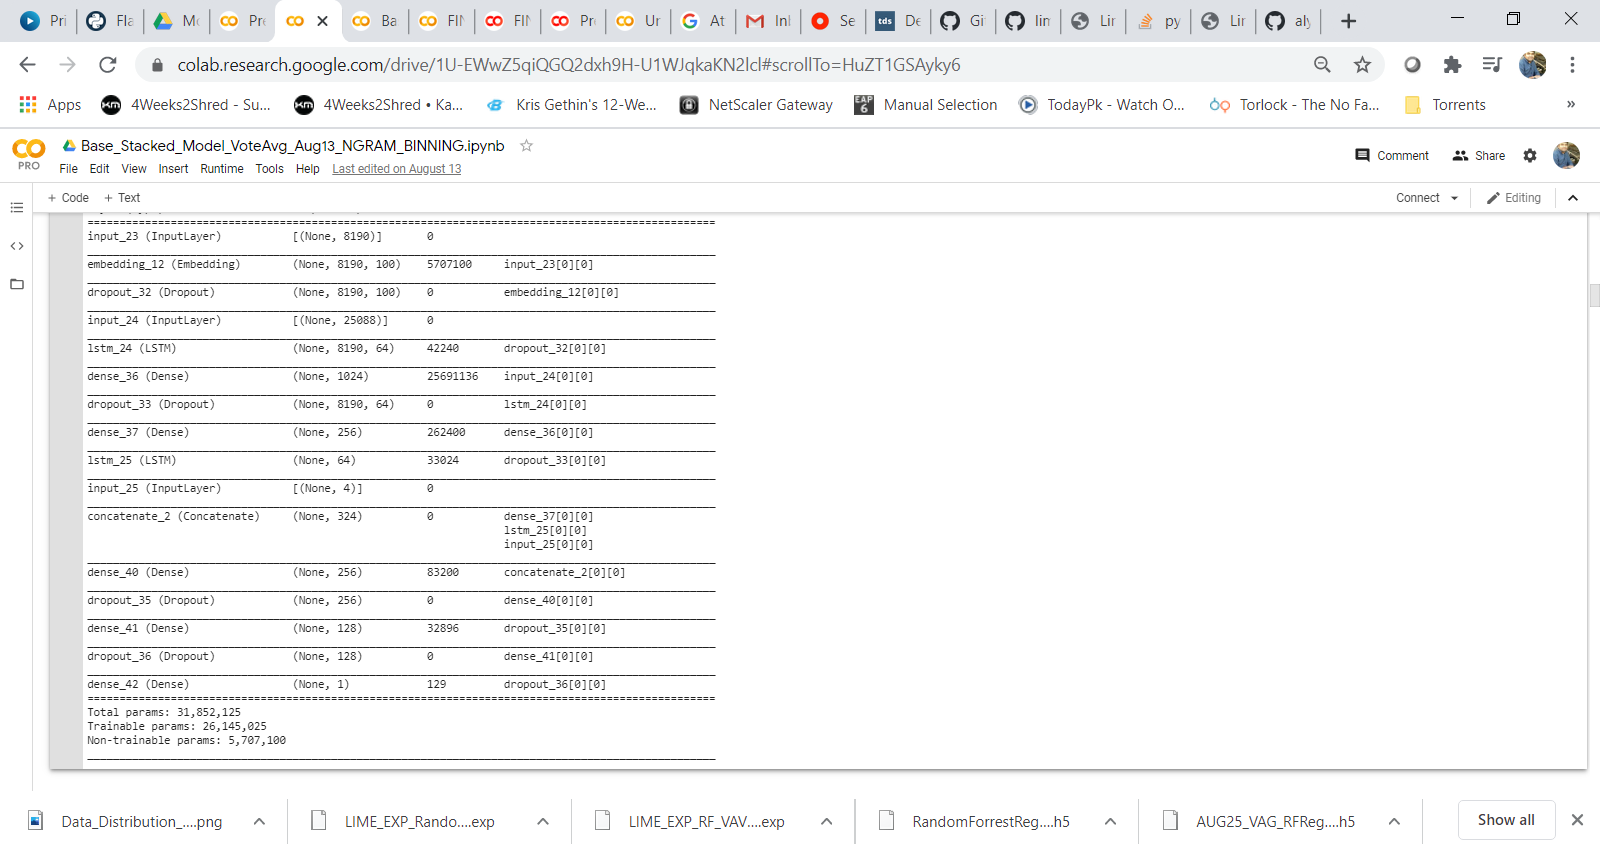 Pri Fla Mo Pre Ba FIN FIN Pre Ur At Inl Se tds De Gi lin Lir py Lir aly
colab.research.google.com/drive/1U-EWwZ5qiQGQ2dxh9H-U1WJqkaKN2lcl#scrollTo=HuZT1GSAyky6
Apps 4Weeks2Shred - Su... 4Weeks2Shred • Ka... Kris Gethin's 12-We... NetScaler Gateway EAP 6 Manual Selection TodayPk - Watch O... Torlock - The No Fa... Torrents »
CO PRO Base_Stacked_Model_VoteAvg_Aug13_NGRAM_BINNING.ipynb Comment Share
File Edit View Insert Runtime Tools Help Last edited on August 13
+ Code + Text Connect Editing
==================================================================================================
input_23 (InputLayer) [(None, 8190)] 0
embedding_12 (Embedding) (None, 8190, 100) 5707100 input_23[0][0]
dropout_32 (Dropout) (None, 8190, 100) 0 embedding_12[0][0]
input_24 (InputLayer) [(None, 25088)] 0
lstm_24 (LSTM) (None, 8190, 64) 42240 dropout_32[0][0]
dense_36 (Dense) (None, 1024) 25691136 input_24[0][0]
dropout_33 (Dropout) (None, 8190, 64) 0 lstm_24[0][0]
dense_37 (Dense) (None, 256) 262400 dense_36[0][0]
lstm_25 (LSTM) (None, 64) 33024 dropout_33[0][0]
input_25 (InputLayer) [(None, 4)] 0
concatenate_2 (Concatenate) (None, 324) 0 dense_37[0][0]
lstm_25[0][0]
input_25[0][0]
dense_40 (Dense) (None, 256) 83200 concatenate_2[0][0]
dropout_35 (Dropout) (None, 256) 0 dense_40[0][0]
dense_41 (Dense) (None, 128) 32896 dropout_35[0][0]
dropout_36 (Dropout) (None, 128) 0 dense_41[0][0]
dense_42 (Dense) (None, 1) 129 dropout_36[0][0]
==================================================================================================
Total params: 31,852,125
Trainable params: 26,145,025
Non-trainable params: 5,707,100
Data_Distribution_....png LIME_EXP_Rando....exp LIME_EXP_RF_VAV....exp RandomForrestReg....h5 AUG25_VAG_RFReg....h5 Show all